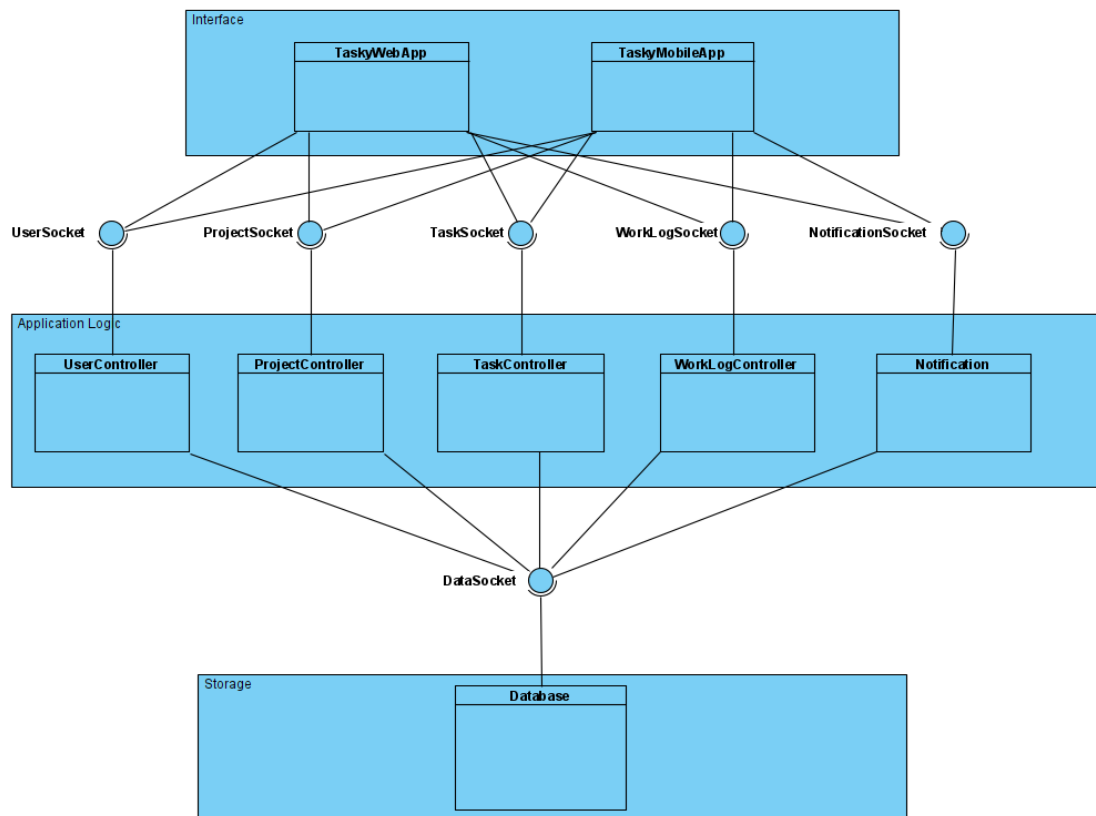 Interface
TaskyWebApp
TaskyMobileApp
UserSocket
ProjectSocket
TaskSocket
WorkLogSocket
NotificationSocket
Application Logic
UserController
ProjectController
TaskController
WorkLogController
Notification
DataSocket
Storage
Database